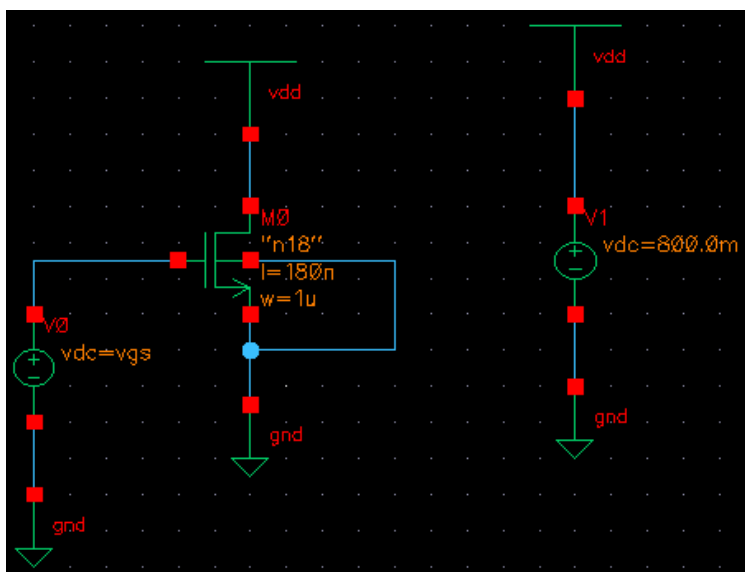 vdd
vdd
M0
"n18"
l=180n
w=1u
V1
vdc=800.0m
V0
vdc=vgs
gnd
gnd
gnd